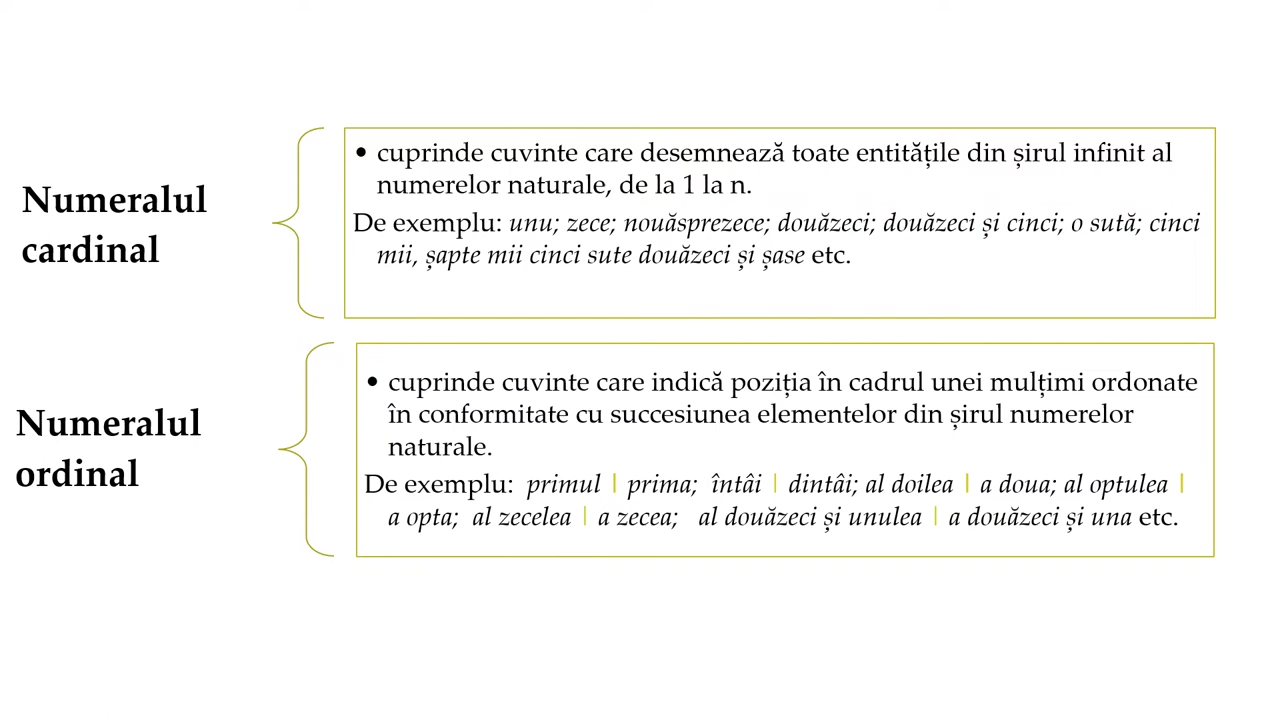 Numeralul
cardinal
• cuprinde cuvinte care desemnează toate entitățile din șirul infinit al
numerelor naturale, de la 1 la n.
De exemplu: unu; zece; nouăsprezece; douăzeci; douăzeci și cinci; o sută; cinci
mii, șapte mii cinci sute douăzeci și șase etc.
Numeralul
ordinal
• cuprinde cuvinte care indică poziția în cadrul unei mulțimi ordonate
în conformitate cu succesiunea elementelor din șirul numerelor
naturale.
De exemplu: primul | prima; întâi | dintâi; al doilea | a doua; al optulea |
a opta; al zecelea | a zecea; al douăzeci și unulea | a douăzeci și una etc.